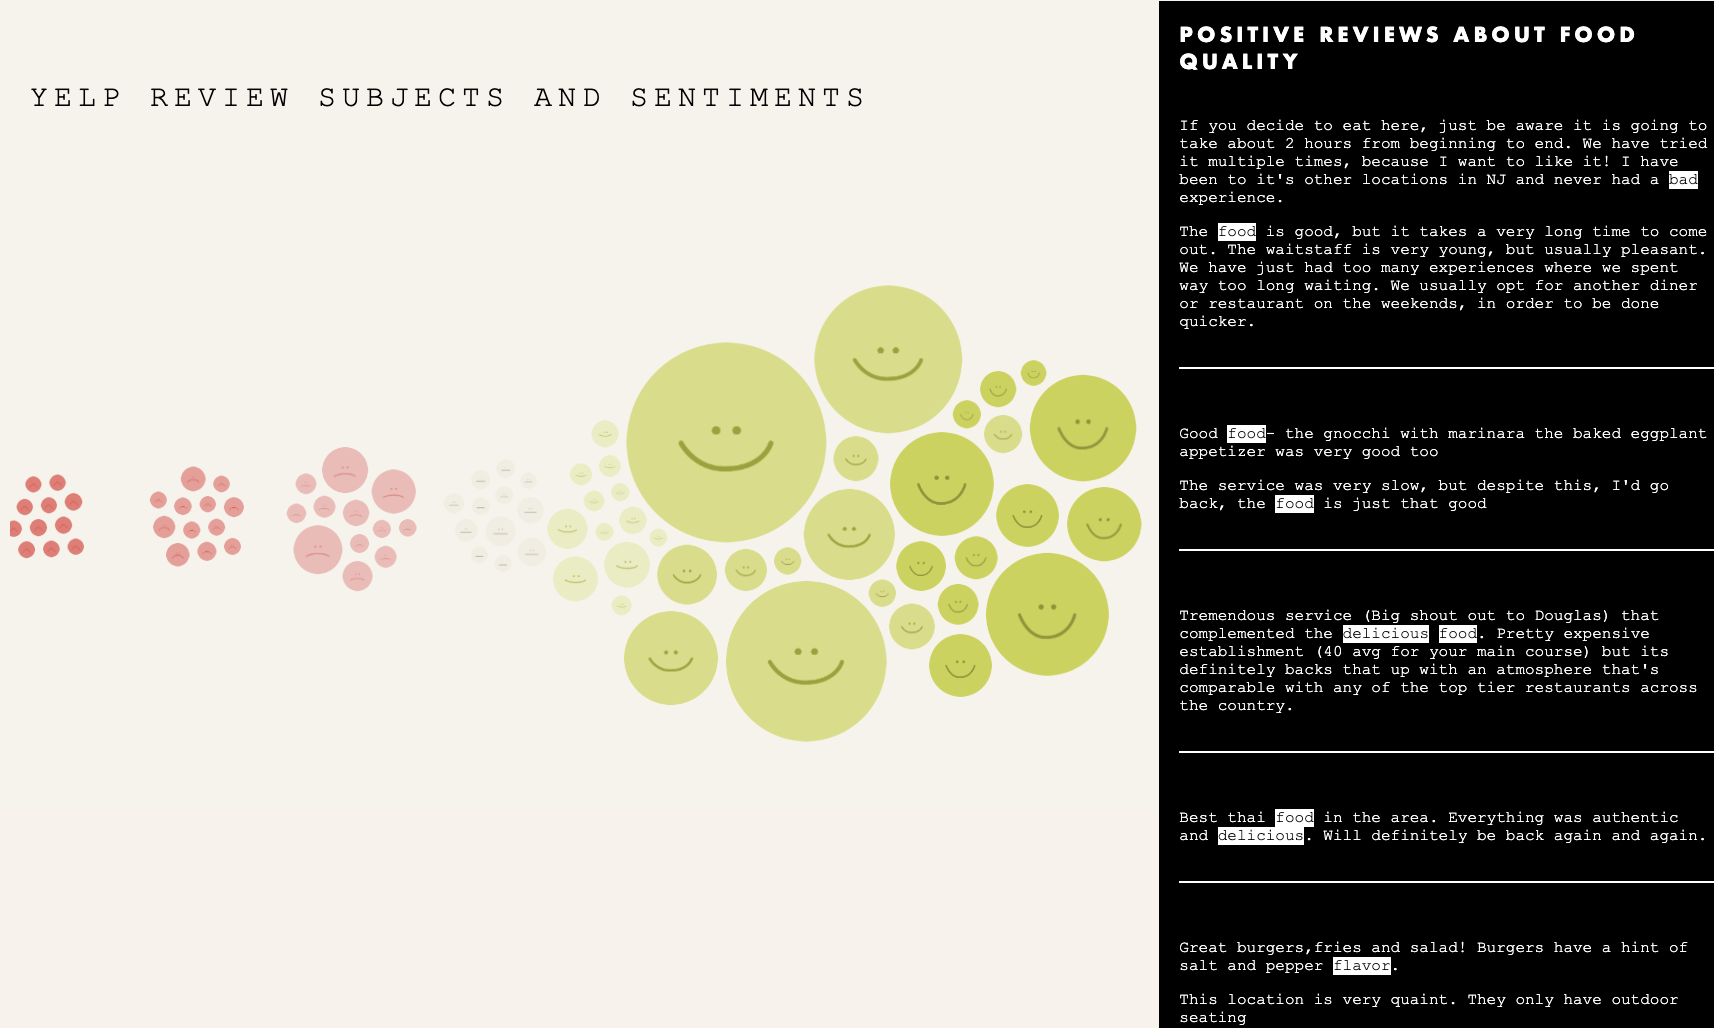 YELP REVIEW SUBJECTS AND SENTIMENTS
POSITIVE REVIEWS ABOUT FOOD
QUALITY
If you decide to eat here, just be aware it is going to
take about 2 hours from beginning to end. We have tried
it multiple times, because I want to like it! I have
been to it's other locations in NJ and never had a bad
experience.
The food is good, but it takes a very long time to come
out. The waitstaff is very young, but usually pleasant.
We have just had too many experiences where we spent
way too long waiting. We usually opt for another diner
or restaurant on the weekends, in order to be done
quicker.
Good food- the gnocchi with marinara the baked eggplant
appetizer was very good too
The service was very slow, but despite this, I'd go
back, the food is just that good
Tremendous service (Big shout out to Douglas) that
complemented the delicious food. Pretty expensive
establishment (40 avg for your main course) but its
definitely backs that up with an atmosphere that's
comparable with any of the top tier restaurants across
the country.
Best thai food in the area. Everything was authentic
and delicious. Will definitely be back again and again.
Great burgers,fries and salad! Burgers have a hint of
salt and pepper flavor.
This location is very quaint. They only have outdoor
seating